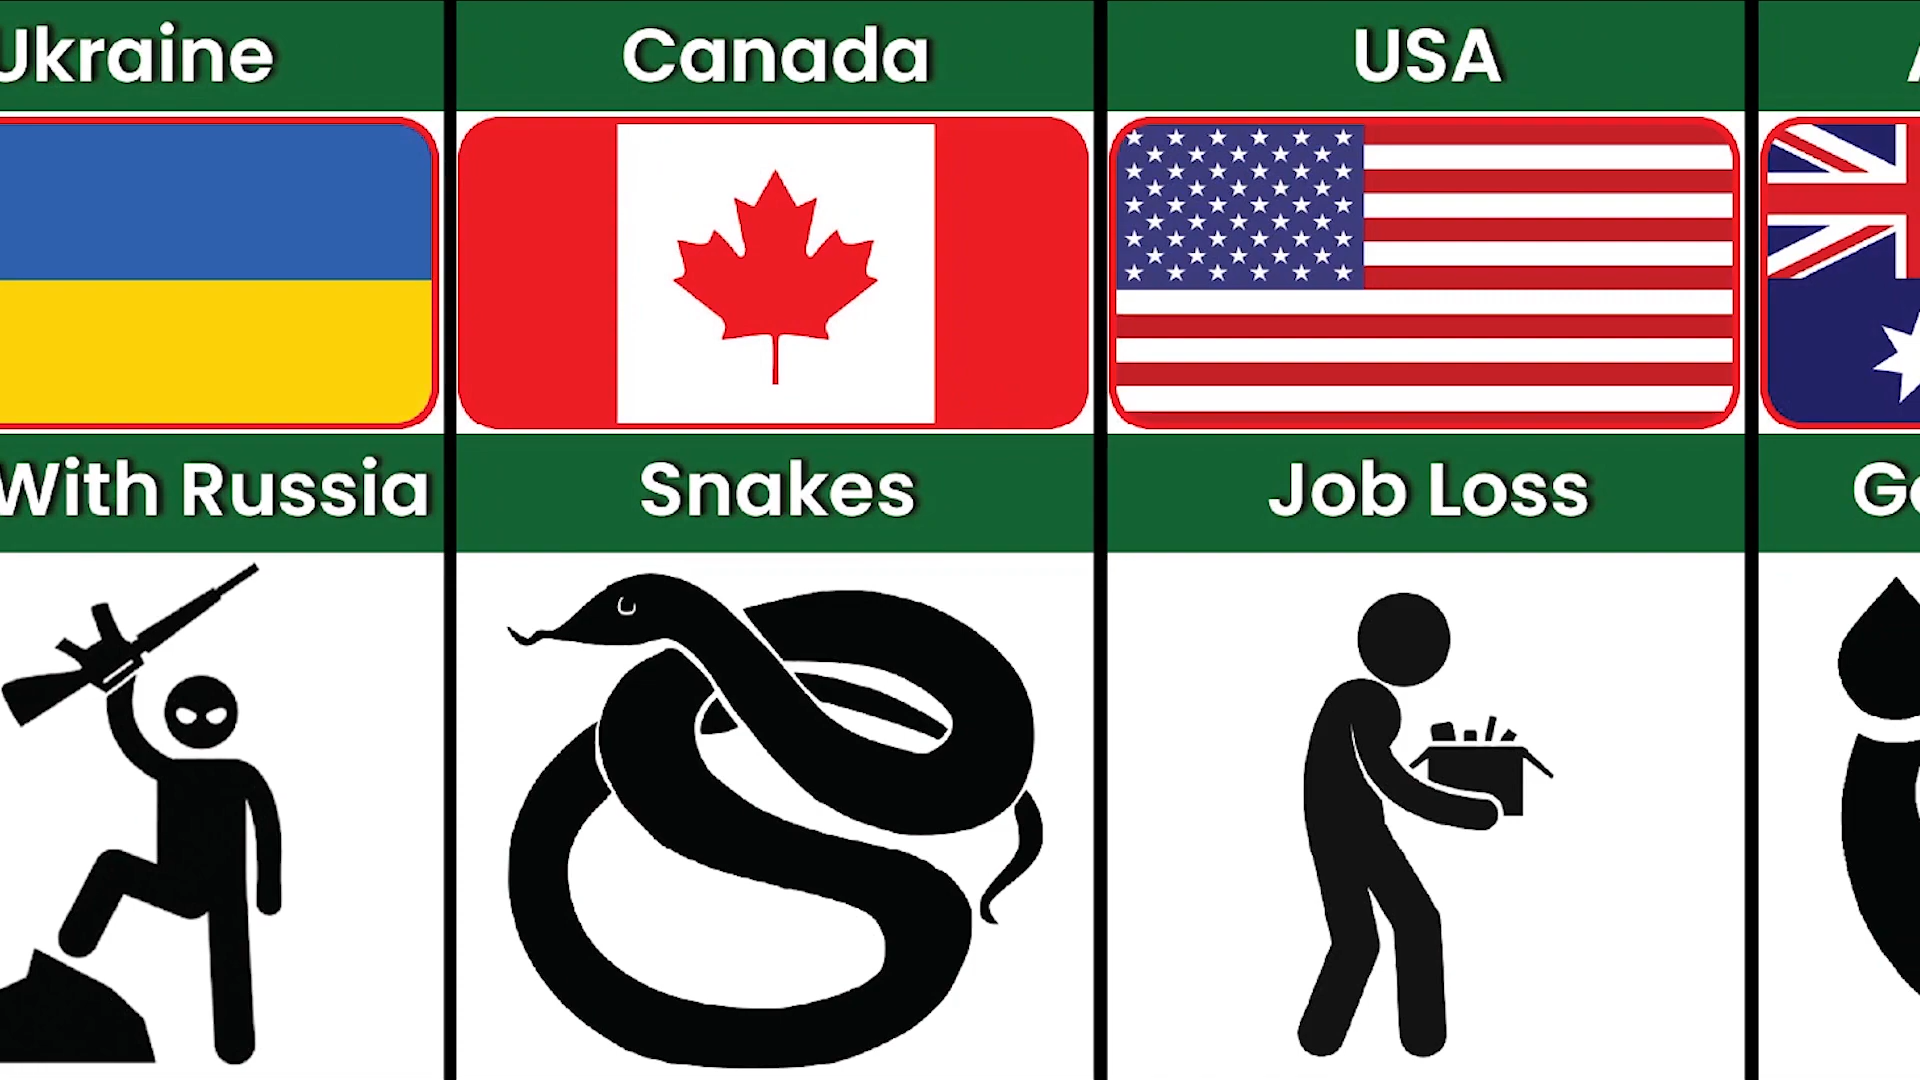 Ukraine
Canada
USA
With Russia
Snakes
Job Loss